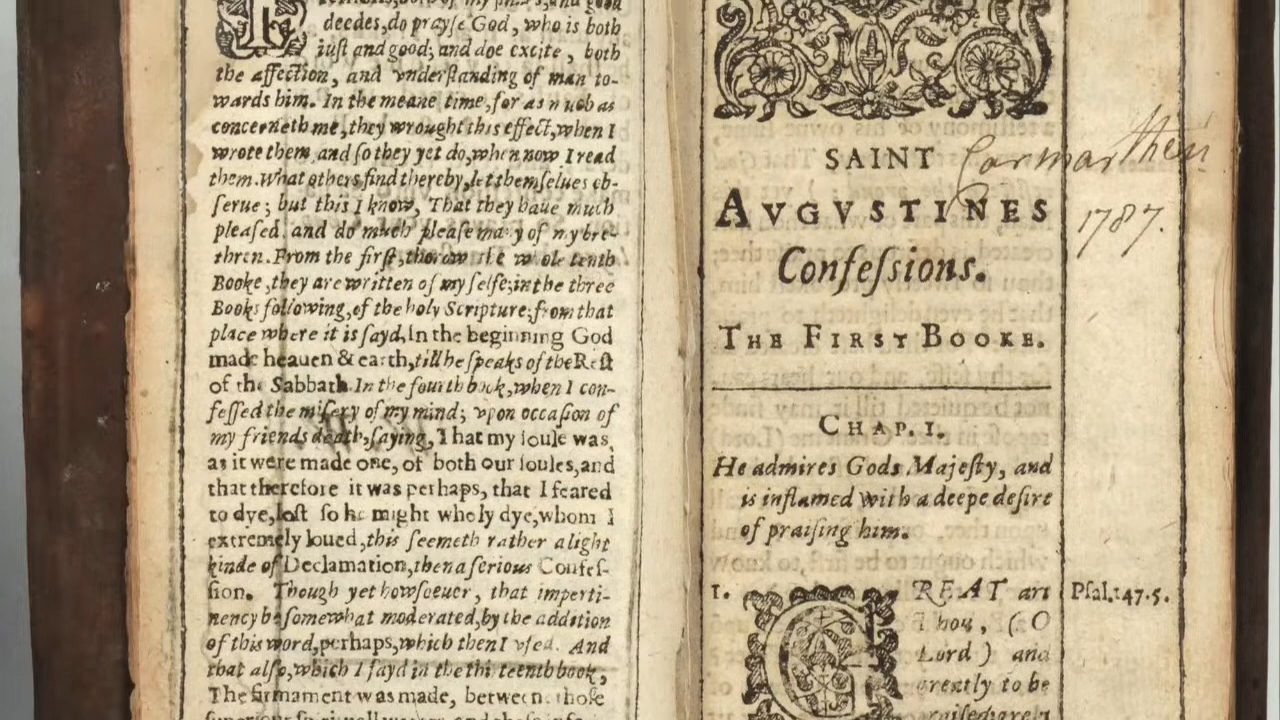 deedes, do prayſe God, who is both
iuſt and good; and doe excite, both
the affection, and vnderſtanding of man to-
wards him. In the meane time, for as much as
concerneth me, they wrought this effect, when I
wrote them, and ſo they yet do, when now I read
them. What others find thereby, let themſelues ob-
ſerue; but this I know, That they haue much
pleaſed, and do much pleaſe many of my bre-
thren. From the firſt, thorow the whole tenth
Booke, they are written of my ſelfe; in the three
Books following, of the holy Scripture; from that
place where it is ſayd, In the beginning God
made heauen & earth, till he ſpeaks of the Reſt
of the Sabbath. In the fourth book, when I con-
feſſed the miſery of my mind; vpon occaſion of
my friends death, ſaying, That my ſoule was,
as it were made one, of both our ſoules, and
that therefore it was perhaps, that I feared
to dye, leſt ſo he might wholy dye, whom I
extremely loued, this ſeemeth rather a light
kinde of Declamation, then a ſerious Confeſ-
ſion. Though yet howſoeuer, that imperti-
nency be ſomewhat moderated, by the addition
of this word, perhaps, which then I vſed. And
that alſo, which I ſayd in the thirteenth booke,
The firmament was made, betweene thoſe
SAINT
AVGVSTINES
Confeſsions.
THE FIRST BOOKE.
CHAP. I.
He admires Gods Majeſty, and
is inflamed with a deepe deſire
of praiſing him.
1. GREAT art
Thou, (O
Lord) and
greatly to be
Carmarthen
1787.
Pſal. 147. 5.